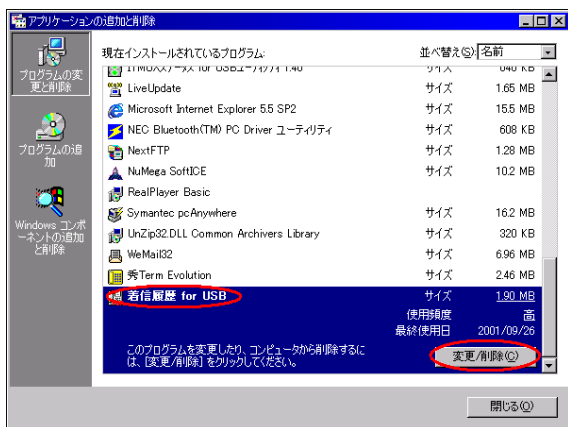 アプリケーションの追加と削除
現在インストールされているプログラム:
並べ替え(S):
名前
プログラムの変
更と削除
プログラムの追
加
Windows コンポ
ーネントの追加
と削除
LiveUpdate サイズ 1.65 MB
Microsoft Internet Explorer 5.5 SP2 サイズ 15.5 MB
NEC Bluetooth(TM) PC Driver ユーティリティ サイズ 608 KB
NextFTP サイズ 1.28 MB
NuMega SoftICE サイズ 10.2 MB
RealPlayer Basic
Symantec pcAnywhere サイズ 16.2 MB
UnZip32.DLL Common Archivers Library サイズ 320 KB
WeMail32 サイズ 6.96 MB
秀Term Evolution サイズ 2.46 MB
着信履歴 for USB サイズ 1.90 MB
使用頻度 高
最終使用日 2001/09/26
このプログラムを変更したり、コンピュータから削除するに
は、[変更/削除] をクリックしてください。
変更/削除(C)
閉じる(O)